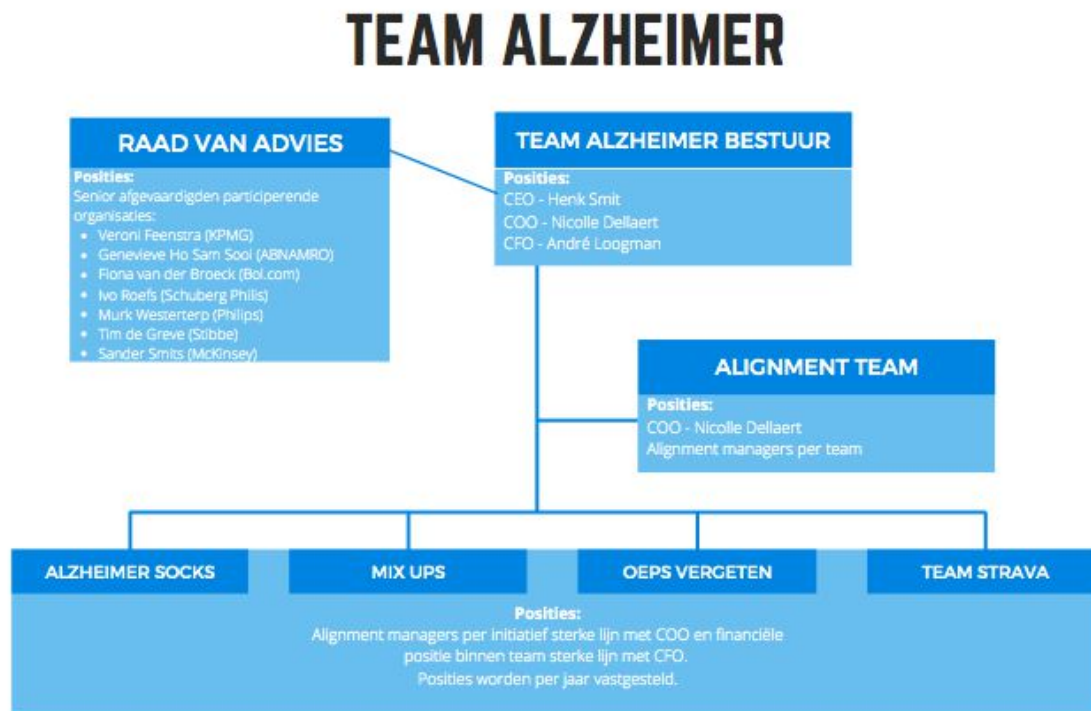 TEAM ALZHEIMER
RAAD VAN ADVIES
Posities:
Senior afgevaardigden participerende
organisaties:
• Veroni Feenstra (KPMG)
• Genevieve Ho Sam Sooi (ABNAMRO)
• Fiona van der Broeck (Bol.com)
• Ivo Roefs (Schuberg Philis)
• Murk Westerterp (Philips)
• Tim de Greve (Stibbe)
• Sander Smits (McKinsey)
TEAM ALZHEIMER BESTUUR
Posities:
CEO - Henk Smit
COO - Nicolle Dellaert
CFO - André Loogman
ALIGNMENT TEAM
Posities:
COO - Nicolle Dellaert
Alignment managers per team
ALZHEIMER SOCKS
MIX UPS
OEPS VERGETEN
TEAM STRAVA
Posities:
Alignment managers per initiatief sterke lijn met COO en financiële
positie binnen team sterke lijn met CFO.
Posities worden per jaar vastgesteld.